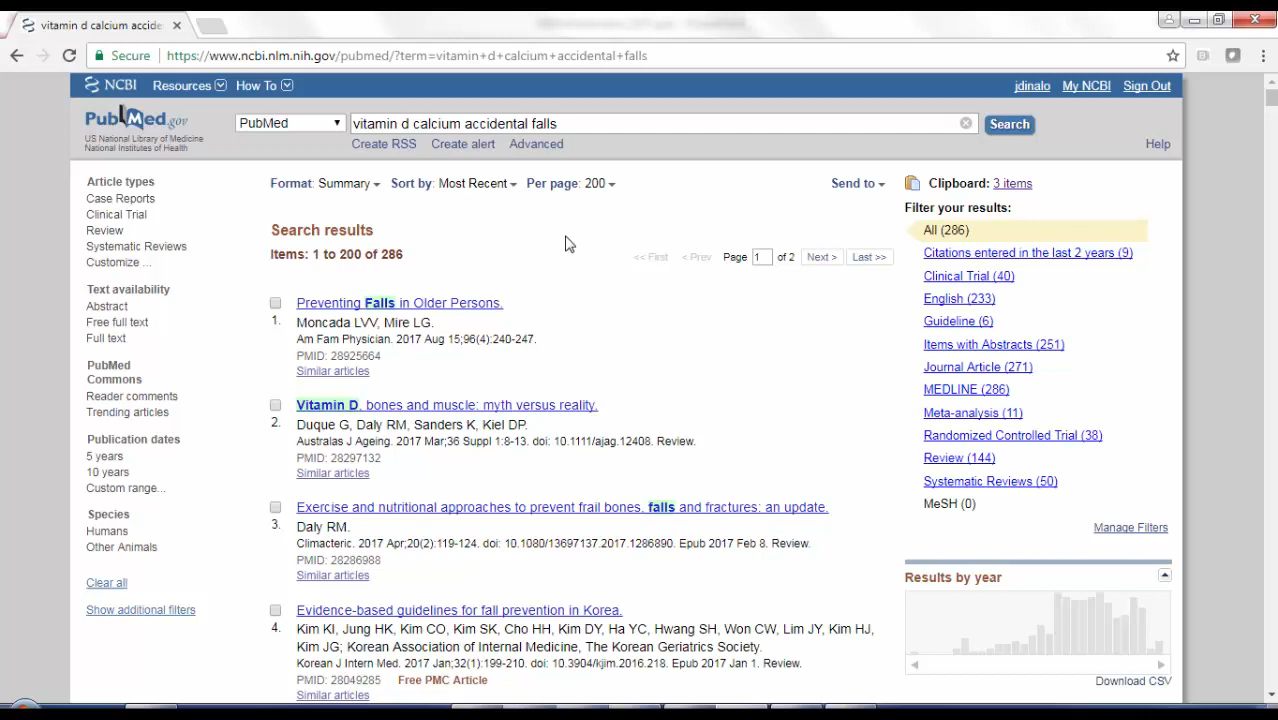 vitamin d calcium accide
Secure
https://www.ncbi.nlm.nih.gov/pubmed/?term=vitamin+d+calcium+accidental+falls
NCBI
Resources
How To
jdinalo
My NCBI
Sign Out
PubMed.gov
US National Library of Medicine
National Institutes of Health
PubMed
vitamin d calcium accidental falls
Search
Create RSS
Create alert
Advanced
Help
Article types
Case Reports
Clinical Trial
Review
Systematic Reviews
Customize ...
Text availability
Abstract
Free full text
Full text
PubMed
Commons
Reader comments
Trending articles
Publication dates
5 years
10 years
Custom range...
Species
Humans
Other Animals
Clear all
Show additional filters
Format: Summary
Sort by: Most Recent
Per page: 200
Send to
Search results
Items: 1 to 200 of 286
<< First
< Prev
Page 1 of 2
Next >
Last >>
Preventing Falls in Older Persons.
1.
Moncada LVV, Mire LG.
Am Fam Physician. 2017 Aug 15;96(4):240-247.
PMID: 28925664
Similar articles
Vitamin D, bones and muscle: myth versus reality.
2.
Duque G, Daly RM, Sanders K, Kiel DP.
Australas J Ageing. 2017 Mar;36 Suppl 1:8-13. doi: 10.1111/ajag.12408. Review.
PMID: 28297132
Similar articles
Exercise and nutritional approaches to prevent frail bones, falls and fractures: an update.
3.
Daly RM.
Climacteric. 2017 Apr;20(2):119-124. doi: 10.1080/13697137.2017.1286890. Epub 2017 Feb 8. Review.
PMID: 28286988
Similar articles
Evidence-based guidelines for fall prevention in Korea.
4.
Kim KI, Jung HK, Kim CO, Kim SK, Cho HH, Kim DY, Ha YC, Hwang SH, Won CW, Lim JY, Kim HJ,
Kim JG; Korean Association of Internal Medicine, The Korean Geriatrics Society.
Korean J Intern Med. 2017 Jan;32(1):199-210. doi: 10.3904/kjim.2016.218. Epub 2017 Jan 1. Review.
PMID: 28049285
Free PMC Article
Similar articles
Clipboard: 3 items
Filter your results:
All (286)
Citations entered in the last 2 years (9)
Clinical Trial (40)
English (233)
Guideline (6)
Items with Abstracts (251)
Journal Article (271)
MEDLINE (286)
Meta-analysis (11)
Randomized Controlled Trial (38)
Review (144)
Systematic Reviews (50)
MeSH (0)
Manage Filters
Results by year
Download CSV